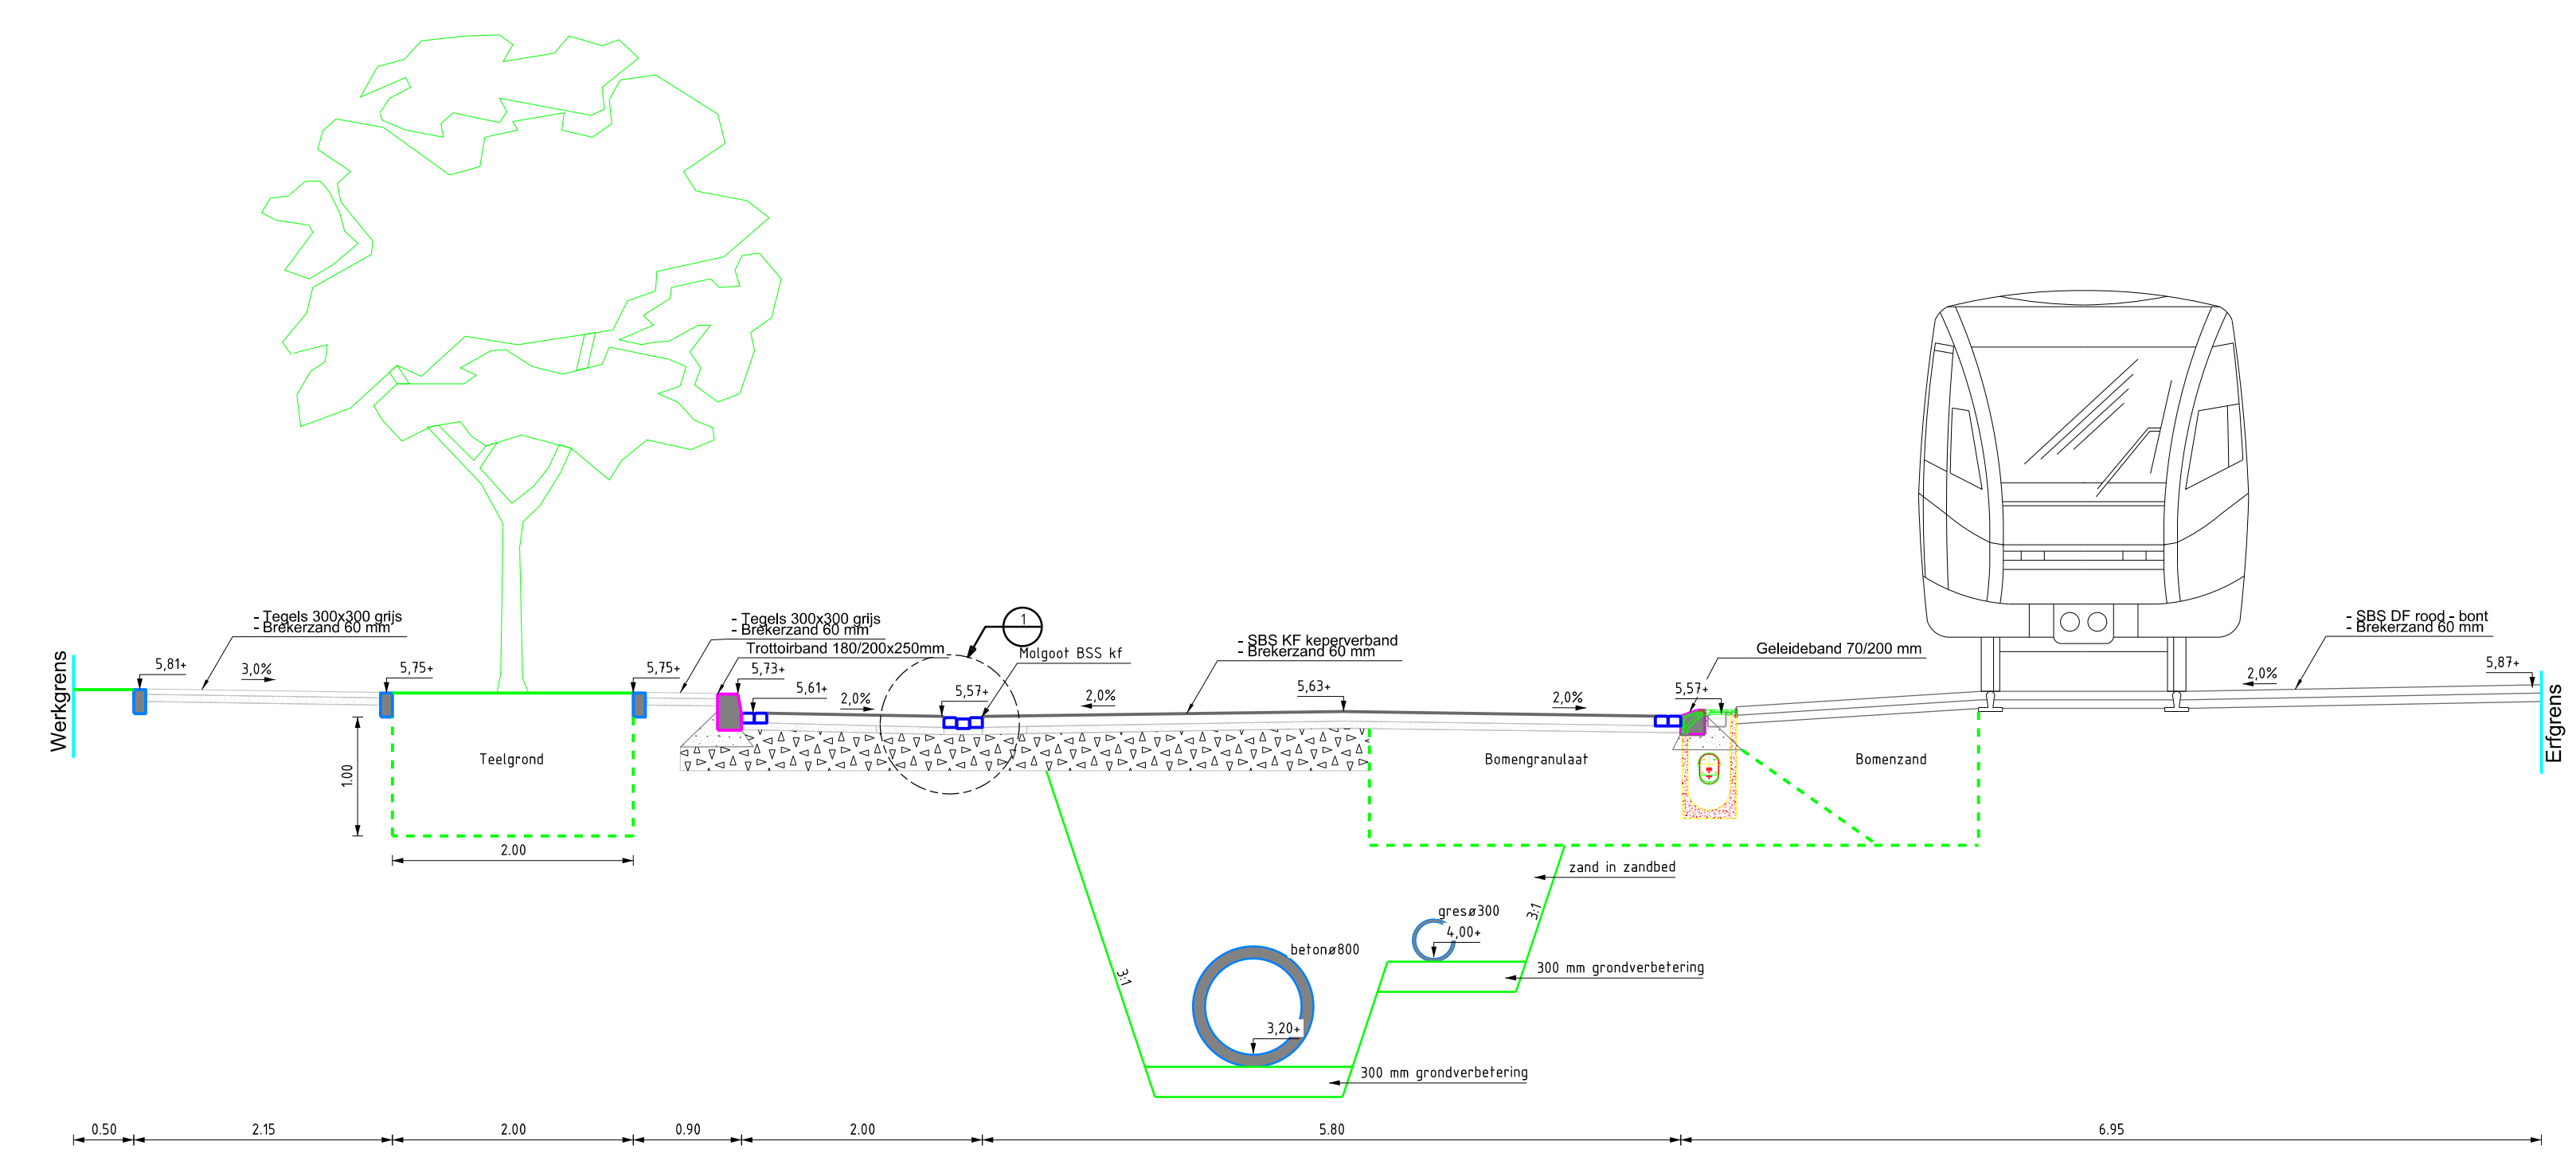 - Tegels 300x300 grijs
- Brekerzand 60 mm
- Tegels 300x300 grijs
- Brekerzand 60 mm
Trottoirband 180/200x250mm
1
Molgoot BSS kf
- SBS KF keperverband
- Brekerzand 60 mm
Geleideband 70/200 mm
- SBS DF rood - bont
- Brekerzand 60 mm
Werkgrens
5,81+
3,0%
5,75+
5,75+
5,73+
5,61+
2,0%
5,57+
2,0%
5,63+
2,0%
5,57+
2,0%
5,87+
Erfgrens
Teelgrond
1.00
2.00
Bomengranulaat
Bomenzand
zand in zandbed
3:1
3:1
gresø300
4,00+
betonø800
3,20+
300 mm grondverbetering
300 mm grondverbetering
0.50
2.15
2.00
0.90
2.00
5.80
6.95